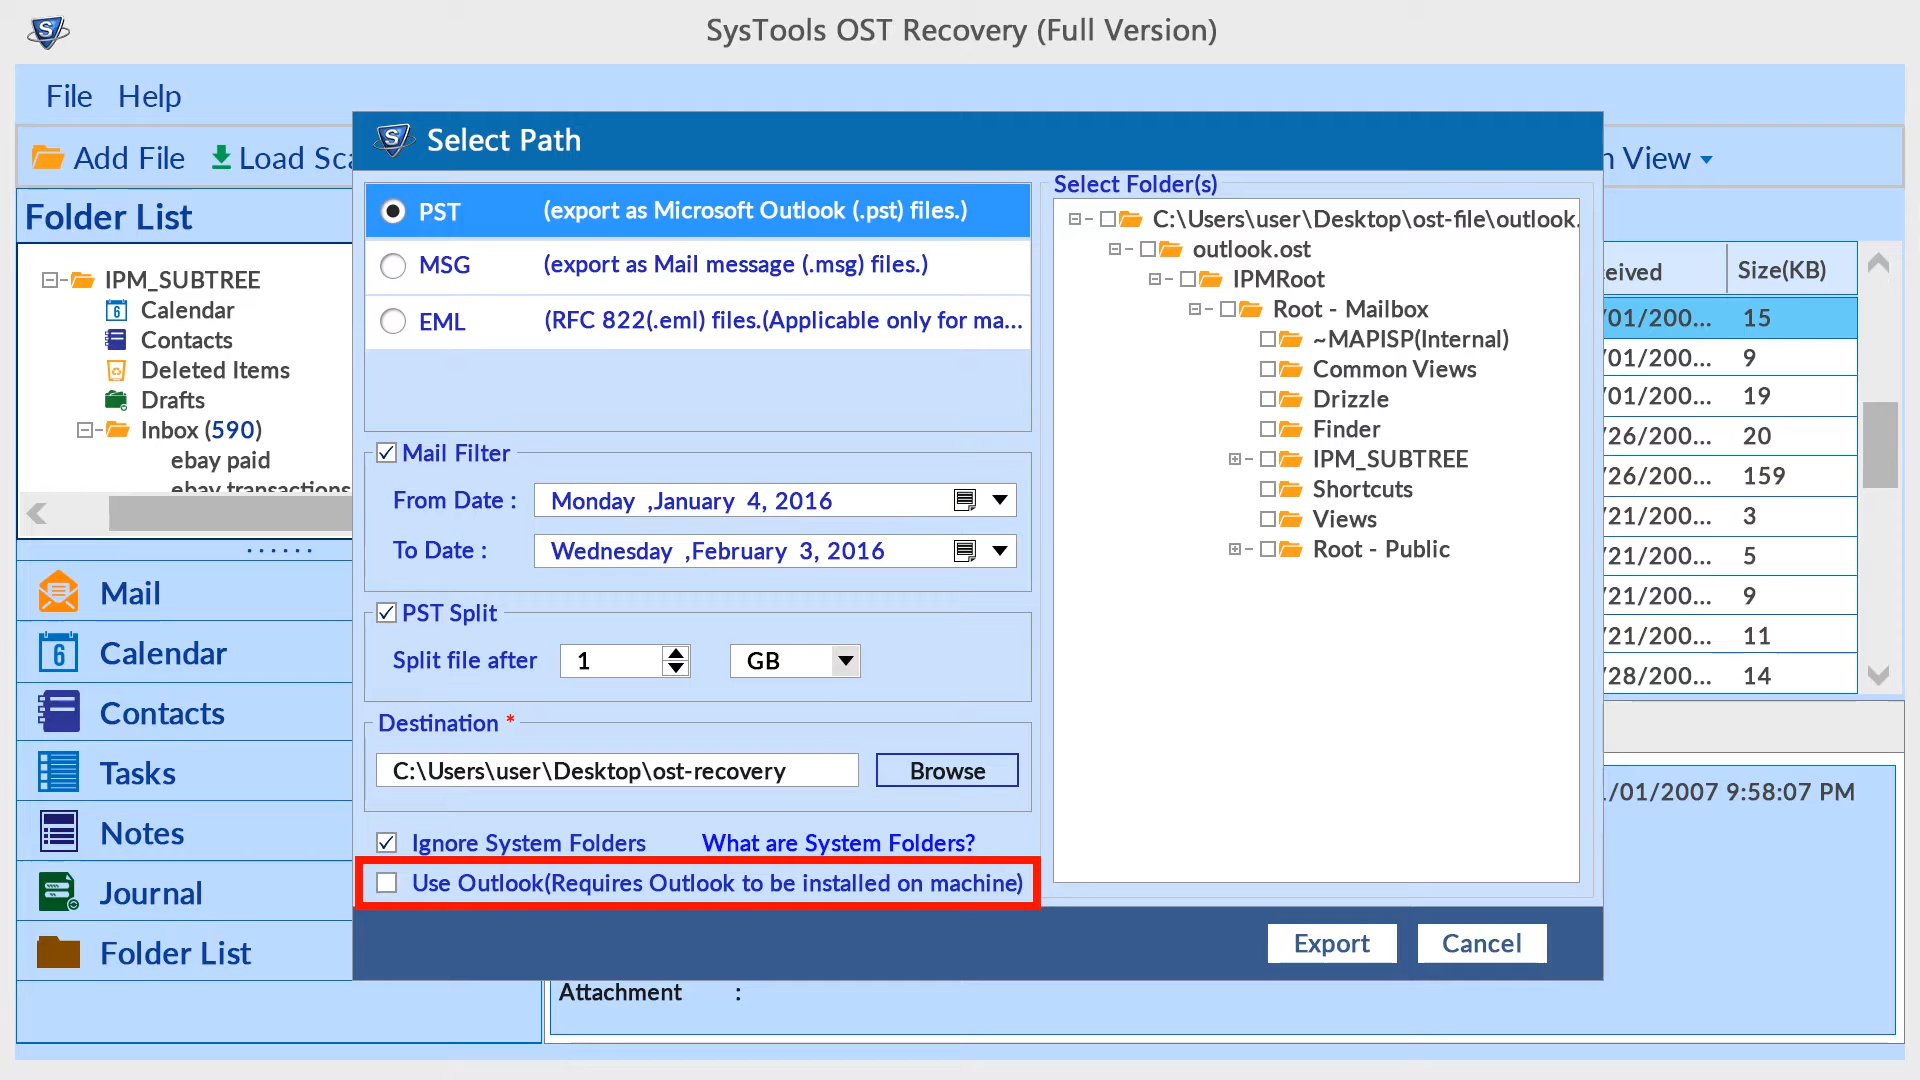 SysTools OST Recovery (Full Version)
File Help
Add File Load Sca
n View
Select Path
Folder List
IPM_SUBTREE
Calendar
Contacts
Deleted Items
Drafts
Inbox (590)
ebay paid
ebay transactions
Mail
Calendar
Contacts
Tasks
Notes
Journal
Folder List
PST (export as Microsoft Outlook (.pst) files.)
MSG (export as Mail message (.msg) files.)
EML (RFC 822(.eml) files.(Applicable only for ma...
Mail Filter
From Date : Monday ,January 4, 2016
To Date : Wednesday ,February 3, 2016
PST Split
Split file after 1 GB
Destination *
C:\Users\user\Desktop\ost-recovery Browse
Ignore System Folders What are System Folders?
Use Outlook(Requires Outlook to be installed on machine)
Select Folder(s)
C:\Users\user\Desktop\ost-file\outlook.
outlook.ost
IPMRoot
Root - Mailbox
~MAPISP(Internal)
Common Views
Drizzle
Finder
IPM_SUBTREE
Shortcuts
Views
Root - Public
Export Cancel
eived Size(KB)
/01/200... 15
/01/200... 9
/01/200... 19
/26/200... 20
/26/200... 159
/21/200... 3
/21/200... 5
/21/200... 9
/21/200... 11
/28/200... 14
/01/2007 9:58:07 PM
Attachment :